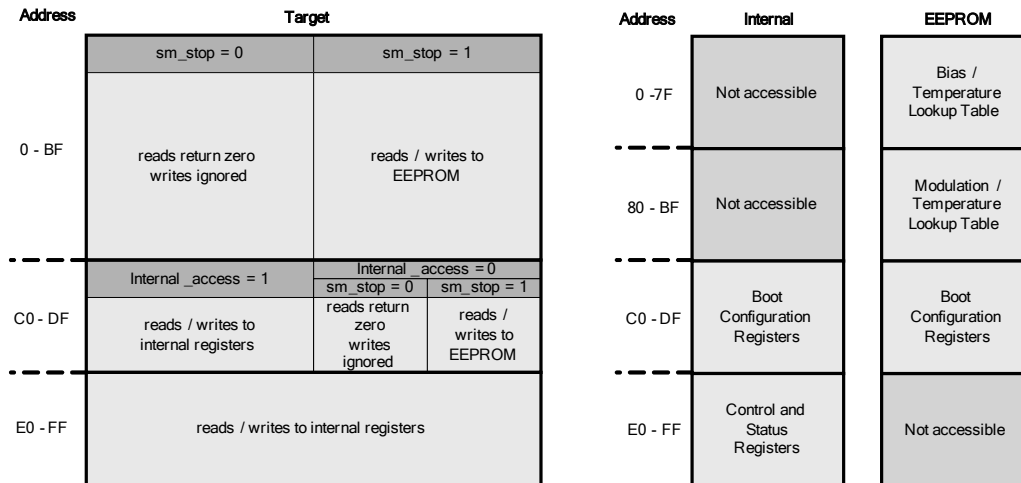 Address
Target
sm_stop = 0
sm_stop = 1
0 - BF
reads return zero
writes ignored
reads / writes to
EEPROM
Internal _access = 1
Internal _access = 0
sm_stop = 0
sm_stop = 1
C0 - DF
reads / writes to
internal registers
reads return
zero
writes
ignored
reads /
writes to
EEPROM
E0 - FF
reads / writes to internal registers
Address
Internal
EEPROM
0 -7F
Not accessible
Bias /
Temperature
Lookup Table
80 - BF
Not accessible
Modulation /
Temperature
Lookup Table
C0 - DF
Boot
Configuration
Registers
Boot
Configuration
Registers
E0 - FF
Control and
Status
Registers
Not accessible